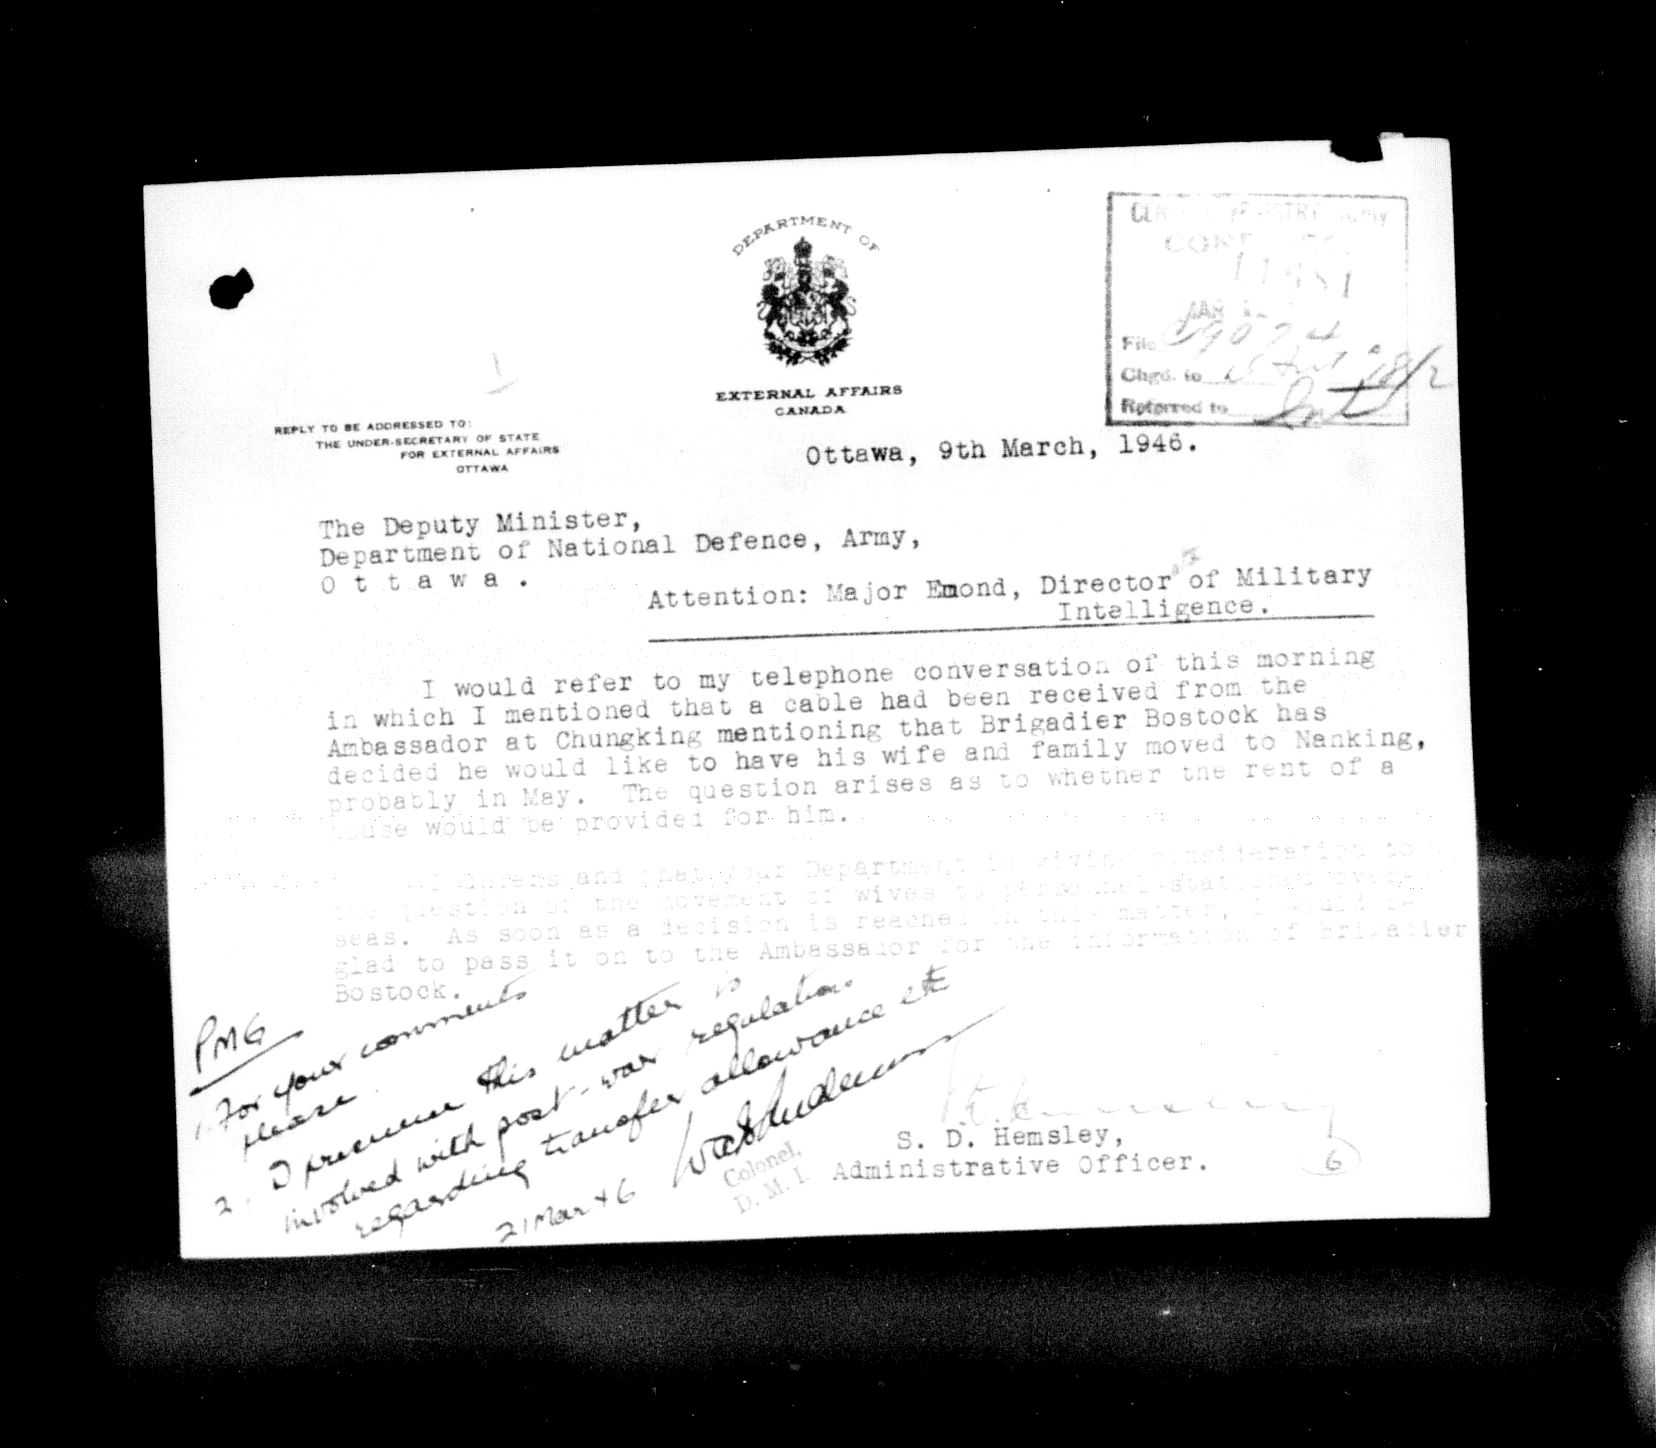 DEPARTMENT OF
EXTERNAL AFFAIRS
CANADA
File
Chgd. to
Referred to
REPLY TO BE ADDRESSED TO:
THE UNDER-SECRETARY OF STATE
FOR EXTERNAL AFFAIRS
OTTAWA
Ottawa, 9th March, 1946.
The Deputy Minister,
Department of National Defence, Army,
O t t a w a .
Attention: Major Emond, Director of Military
Intelligence.
I would refer to my telephone conversation of this morning
in which I mentioned that a cable had been received from the
Ambassador at Chungking mentioning that Brigadier Bostock has
decided he would like to have his wife and family moved to Nanking,
probably in May. The question arises as to whether the rent of a
house would be provided for him.
I understand that your Department is giving consideration to
the question of the movement of wives to personnel stationed over-
seas. As soon as a decision is reached in this matter, I would be
glad to pass it on to the Ambassador for the information of Brigadier
Bostock.
PMG
1. For your comments
please.
2. I presume this matter is
involved with post-war regulations
regarding transfer allowance etc
21 Mar 46
Colonel,
D. M. I.
S. D. Hemsley,
Administrative Officer.
6